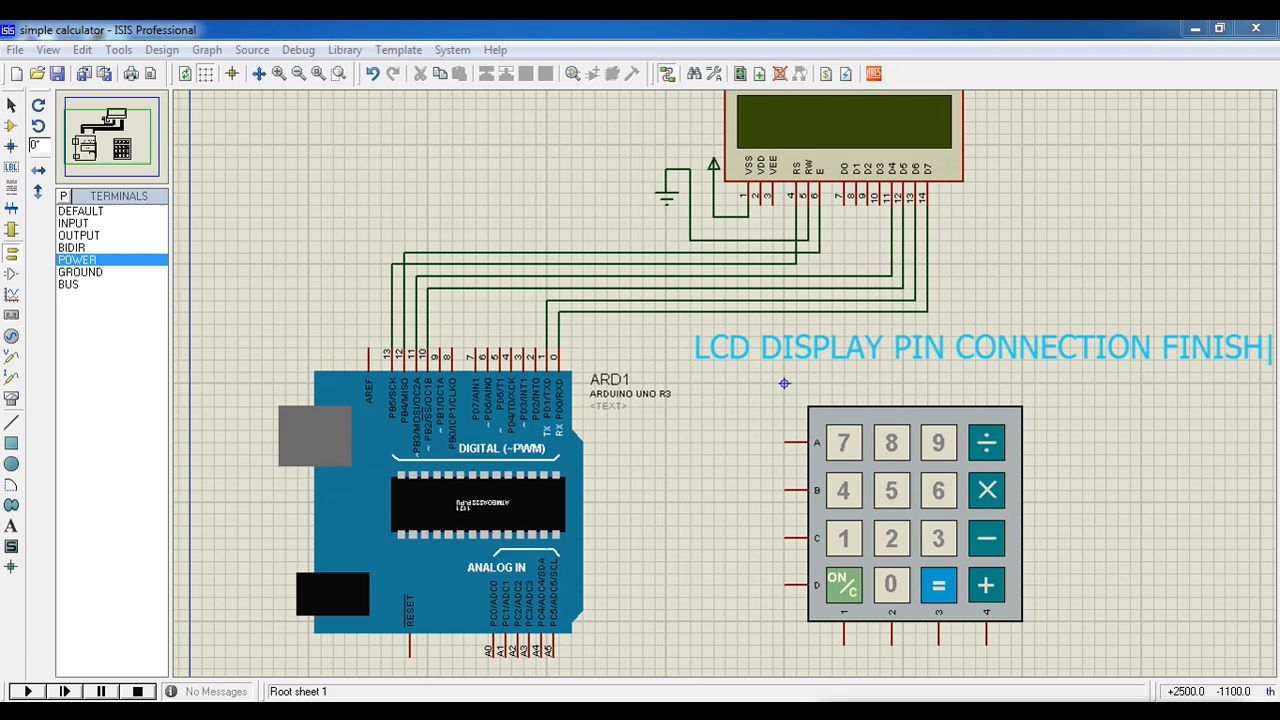 simple calculator - ISIS Professional
File View Edit Tools Design Graph Source Debug Library Template System Help
LBL
ARES
0°
P TERMINALS
DEFAULT
INPUT
OUTPUT
BIDIR
POWER
GROUND
BUS
VSS VDD VEE RS RW E D0 D1 D2 D3 D4 D5 D6 D7
1 2 3 4 5 6 7 8 9 10 11 12 13 14
LCD DISPLAY PIN CONNECTION FINISH|
13 12 11 10 9 8 7 6 5 4 3 2 1 0
ARD1
ARDUINO UNO R3
<TEXT>
AREF PB5/SCK PB4/MISO PB3/MOSI/OC2A PB2/SS/OC1B PB1/OC1A PB0/ICP1/CLKO PD7/AIN1 PD6/AIN0 PD5/T1 PD4/T0/XCK PD3/INT1 PD2/INT0 PD1/TXD PD0/RXD
~ ~ ~ ~ ~ ~ TX RX
DIGITAL (~PWM)
1121
ANALOG IN
RESET PC0/ADC0 PC1/ADC1 PC2/ADC2 PC3/ADC3 PC4/ADC4/SDA PC5/ADC5/SCL
A0 A1 A2 A3 A4 A5
A 7 8 9 ÷
B 4 5 6 ×
C 1 2 3 −
D ON/C 0 = +
1 2 3 4
No Messages Root sheet 1 +2500.0 -1100.0 th